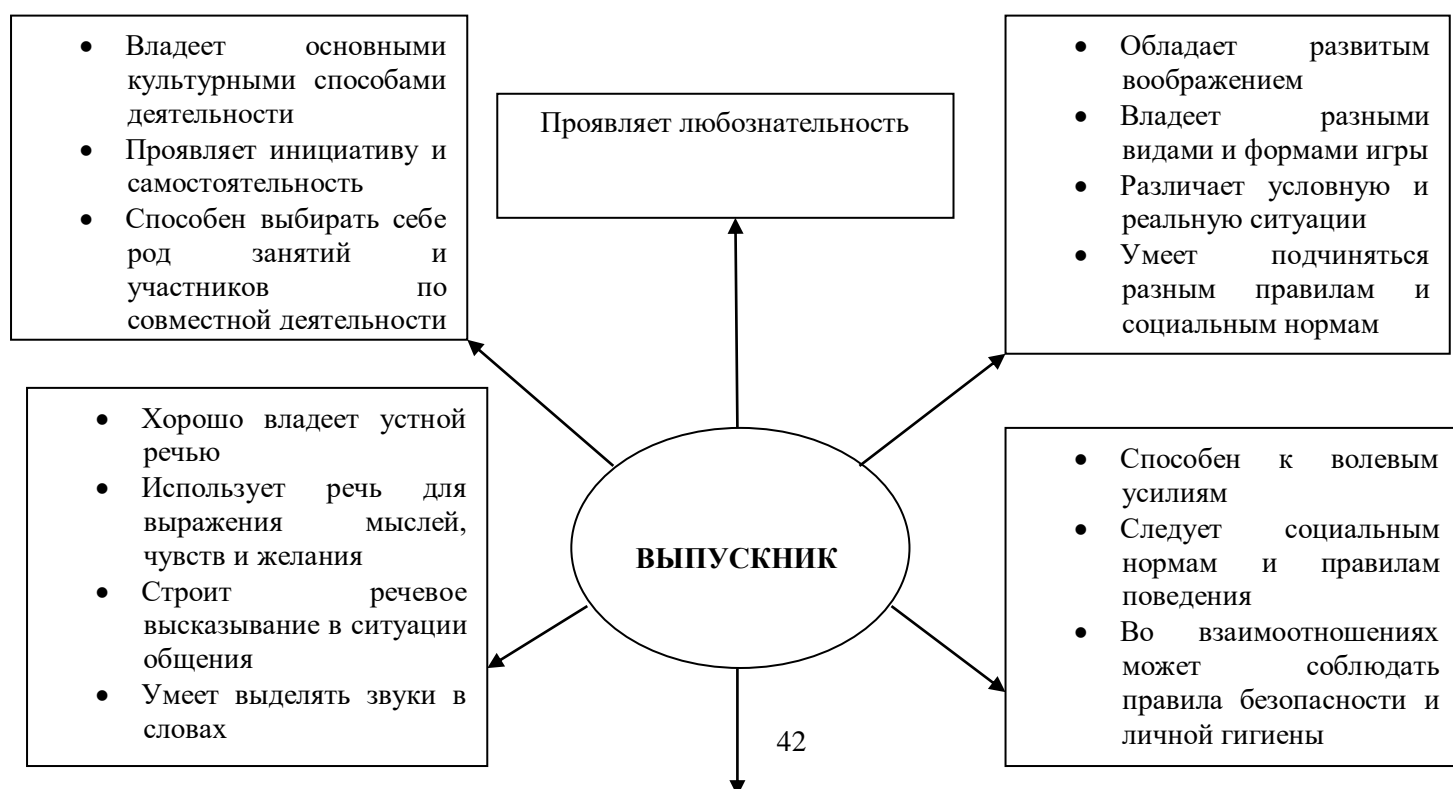 • Владеет основными
культурными способами
деятельности
• Проявляет инициативу и
самостоятельность
• Способен выбирать себе
род занятий и
участников по
совместной деятельности
Проявляет любознательность
• Обладает развитым
воображением
• Владеет разными
видами и формами игры
• Различает условную и
реальную ситуации
• Умеет подчиняться
разным правилам и
социальным нормам
• Хорошо владеет устной
речью
• Использует речь для
выражения мыслей,
чувств и желания
• Строит речевое
высказывание в ситуации
общения
• Умеет выделять звуки в
словах
ВЫПУСКНИК
• Способен к волевым
усилиям
• Следует социальным
нормам и правилам
поведения
• Во взаимоотношениях
может соблюдать
правила безопасности и
личной гигиены
42